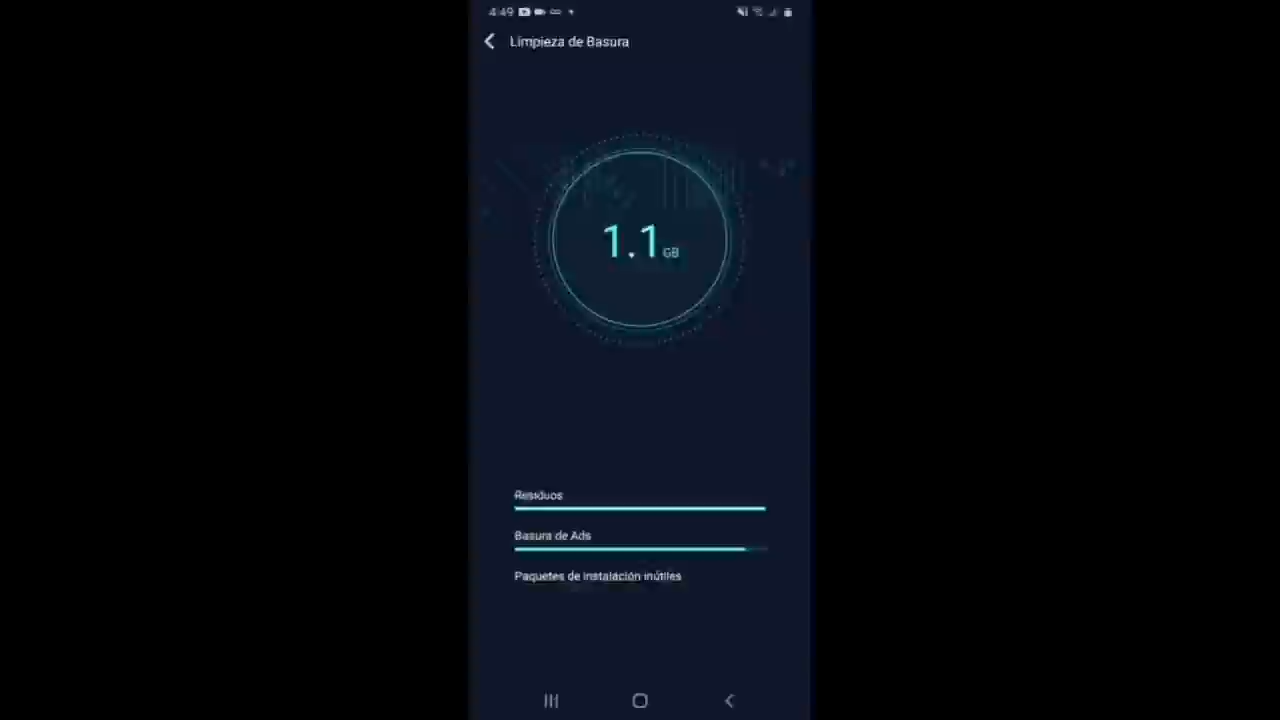 4:49
Limpieza de Basura
1.1 GB
Residuos
Basura de Ads
Paquetes de instalación inútiles